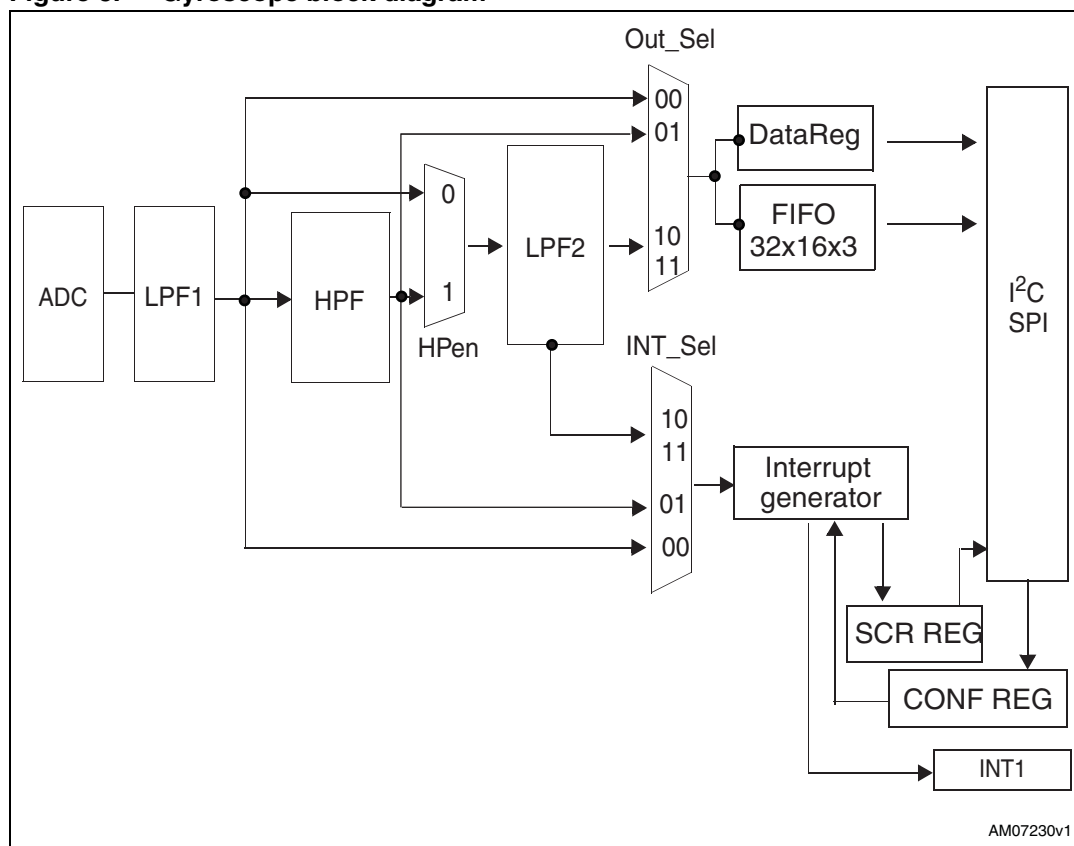 Out_Sel
00
01
DataReg
0
FIFO
32x16x3
10
11
LPF2
I²C
SPI
ADC
LPF1
HPF
1
HPen
INT_Sel
10
11
Interrupt
generator
01
00
SCR REG
CONF REG
INT1
AM07230v1